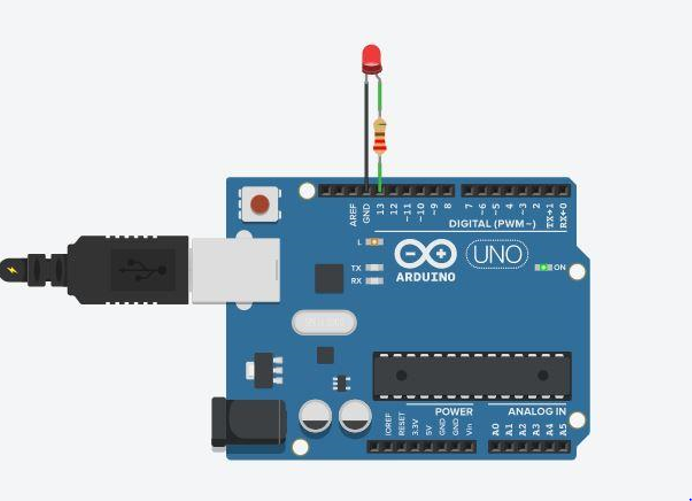 AREF
GND
13
12
~11
~10
~9
8
7
~6
~5
4
~3
2
TX→1
RX←0
DIGITAL (PWM~)
L
TX
RX
ARDUINO
UNO
ON
POWER
ANALOG IN
IOREF
RESET
3.3V
5V
GND
GND
Vin
A0
A1
A2
A3
A4
A5